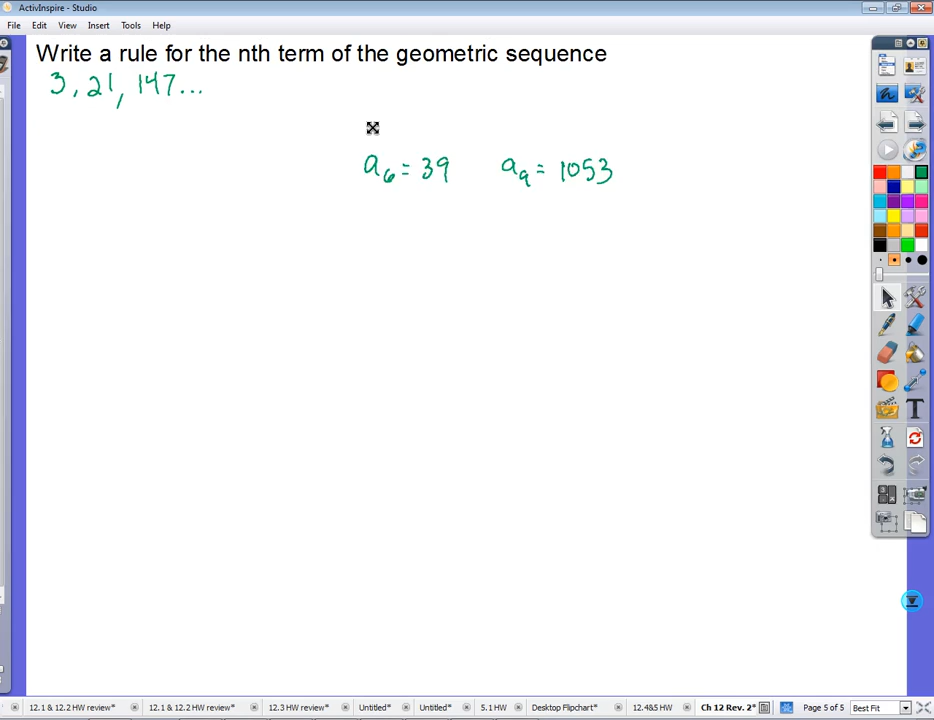 ActivInspire - Studio
File Edit View Insert Tools Help
Write a rule for the nth term of the geometric sequence
3, 21, 147...
a₆ = 39 a₉ = 1053
12.1 & 12.2 HW review* 12.1 & 12.2 HW review* 12.3 HW review* Untitled* Untitled* 5.1 HW Desktop Flipchart* 12.4&5 HW Ch 12 Rev. 2* Page 5 of 5 Best Fit